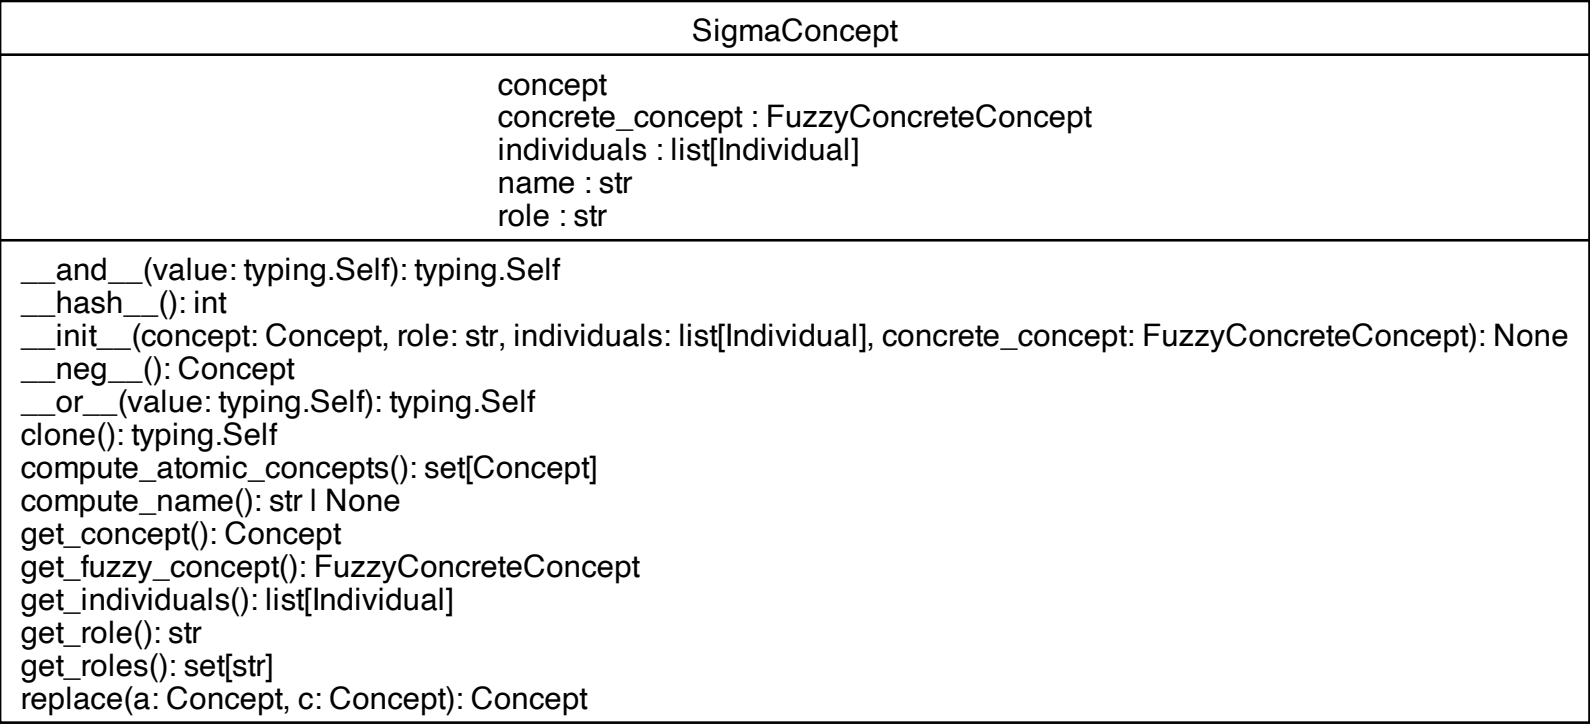 SigmaConcept
concept
concrete_concept : FuzzyConcreteConcept
individuals : list[Individual]
name : str
role : str
__and__(value: typing.Self): typing.Self
__hash__(): int
__init__(concept: Concept, role: str, individuals: list[Individual], concrete_concept: FuzzyConcreteConcept): None
__neg__(): Concept
__or__(value: typing.Self): typing.Self
clone(): typing.Self
compute_atomic_concepts(): set[Concept]
compute_name(): str | None
get_concept(): Concept
get_fuzzy_concept(): FuzzyConcreteConcept
get_individuals(): list[Individual]
get_role(): str
get_roles(): set[str]
replace(a: Concept, c: Concept): Concept